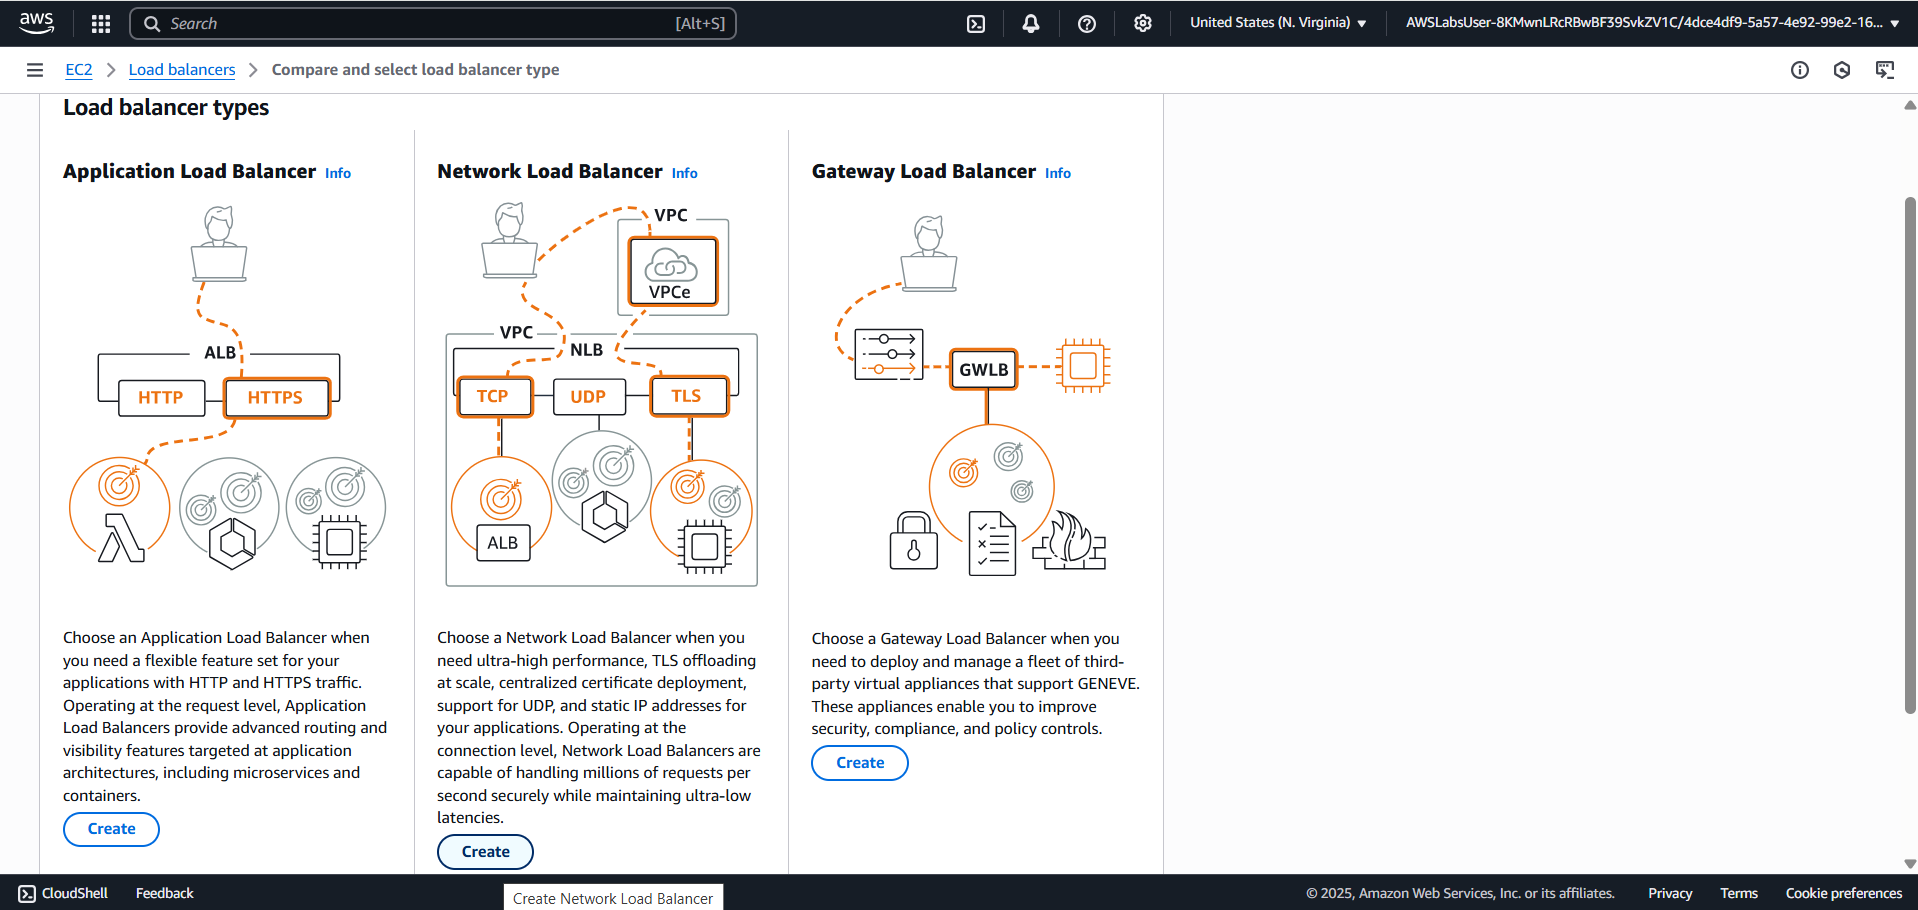 aws
Search
[Alt+S]
United States (N. Virginia)
AWSLabsUser-8KMwnLRcRBwBF39SvkZV1C/4dce4df9-5a57-4e92-99e2-16...
EC2
Load balancers
Compare and select load balancer type
Load balancer types
Application Load Balancer Info
ALB
HTTP
HTTPS
Choose an Application Load Balancer when
you need a flexible feature set for your
applications with HTTP and HTTPS traffic.
Operating at the request level, Application
Load Balancers provide advanced routing and
visibility features targeted at application
architectures, including microservices and
containers.
Create
Network Load Balancer Info
VPC
VPCe
VPC
NLB
TCP
UDP
TLS
ALB
Choose a Network Load Balancer when you
need ultra-high performance, TLS offloading
at scale, centralized certificate deployment,
support for UDP, and static IP addresses for
your applications. Operating at the
connection level, Network Load Balancers are
capable of handling millions of requests per
second securely while maintaining ultra-low
latencies.
Create
Gateway Load Balancer Info
GWLB
Choose a Gateway Load Balancer when you
need to deploy and manage a fleet of third-
party virtual appliances that support GENEVE.
These appliances enable you to improve
security, compliance, and policy controls.
Create
CloudShell
Feedback
Create Network Load Balancer
© 2025, Amazon Web Services, Inc. or its affiliates.
Privacy
Terms
Cookie preferences